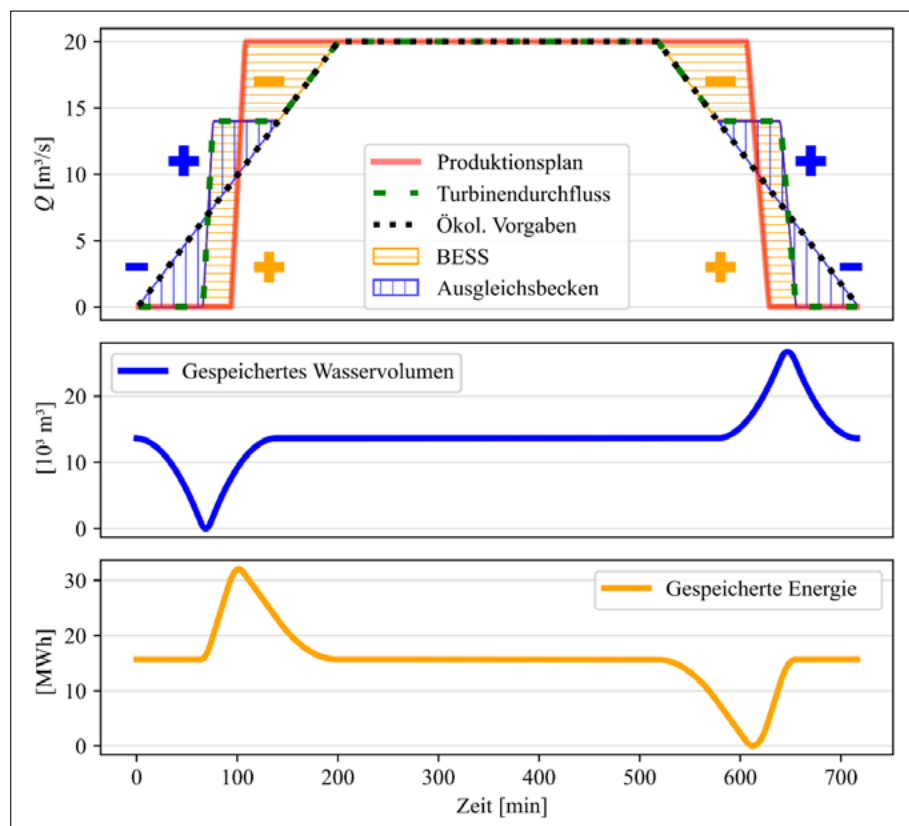 20
15
10
5
0
Q [m³/s]
Produktionsplan
Turbinendurchfluss
Ökol. Vorgaben
BESS
Ausgleichsbecken
20
10
0
[10³ m³]
Gespeichertes Wasservolumen
30
20
10
0
[MWh]
Gespeicherte Energie
0 100 200 300 400 500 600 700
Zeit [min]